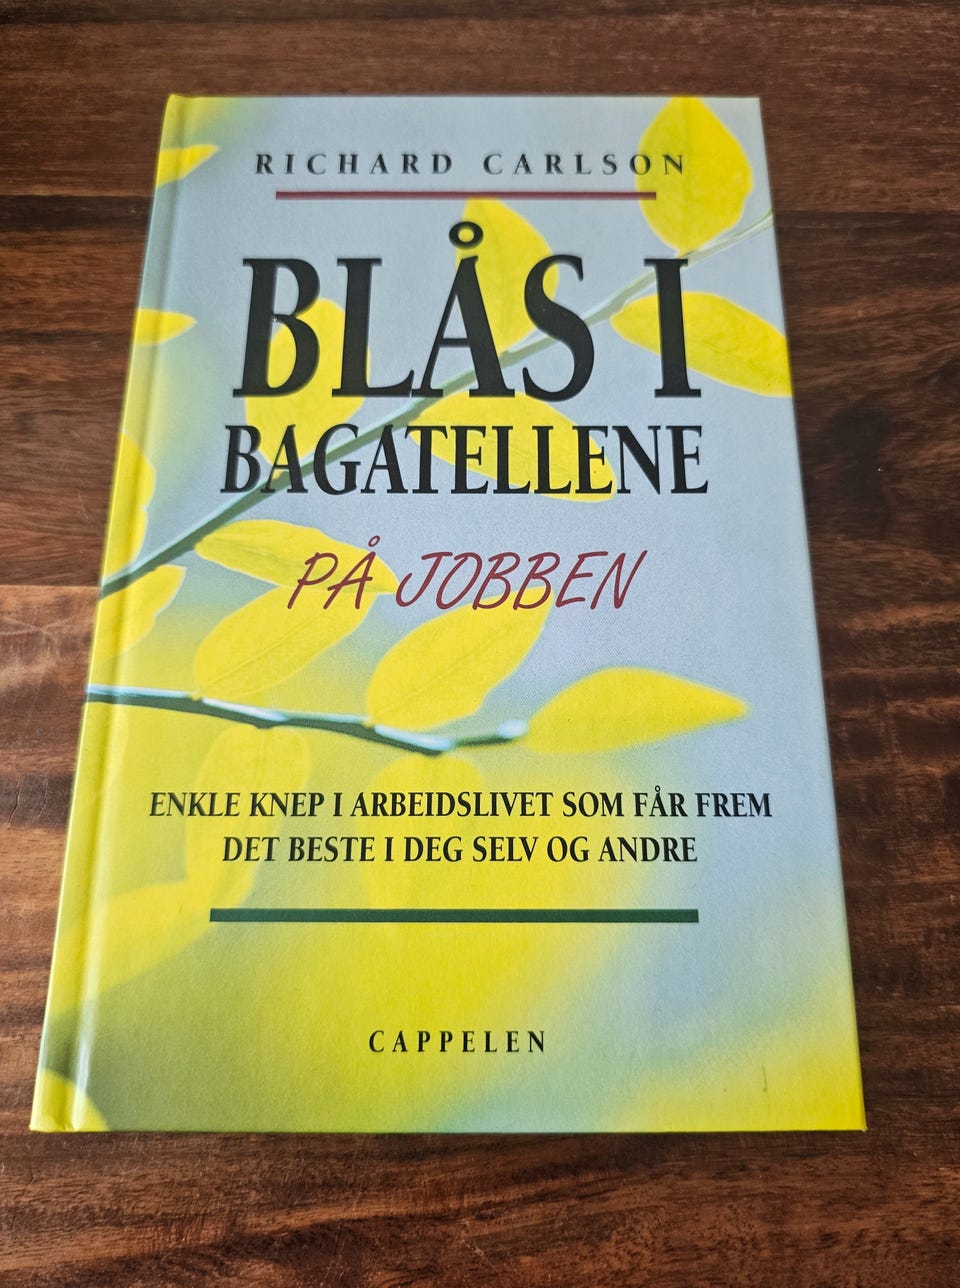 RICHARD CARLSON
BLÅS I
BAGATELLENE
PÅ JOBBEN
ENKLE KNEP I ARBEIDSLIVET SOM FÅR FREM
DET BESTE I DEG SELV OG ANDRE
CAPPELEN